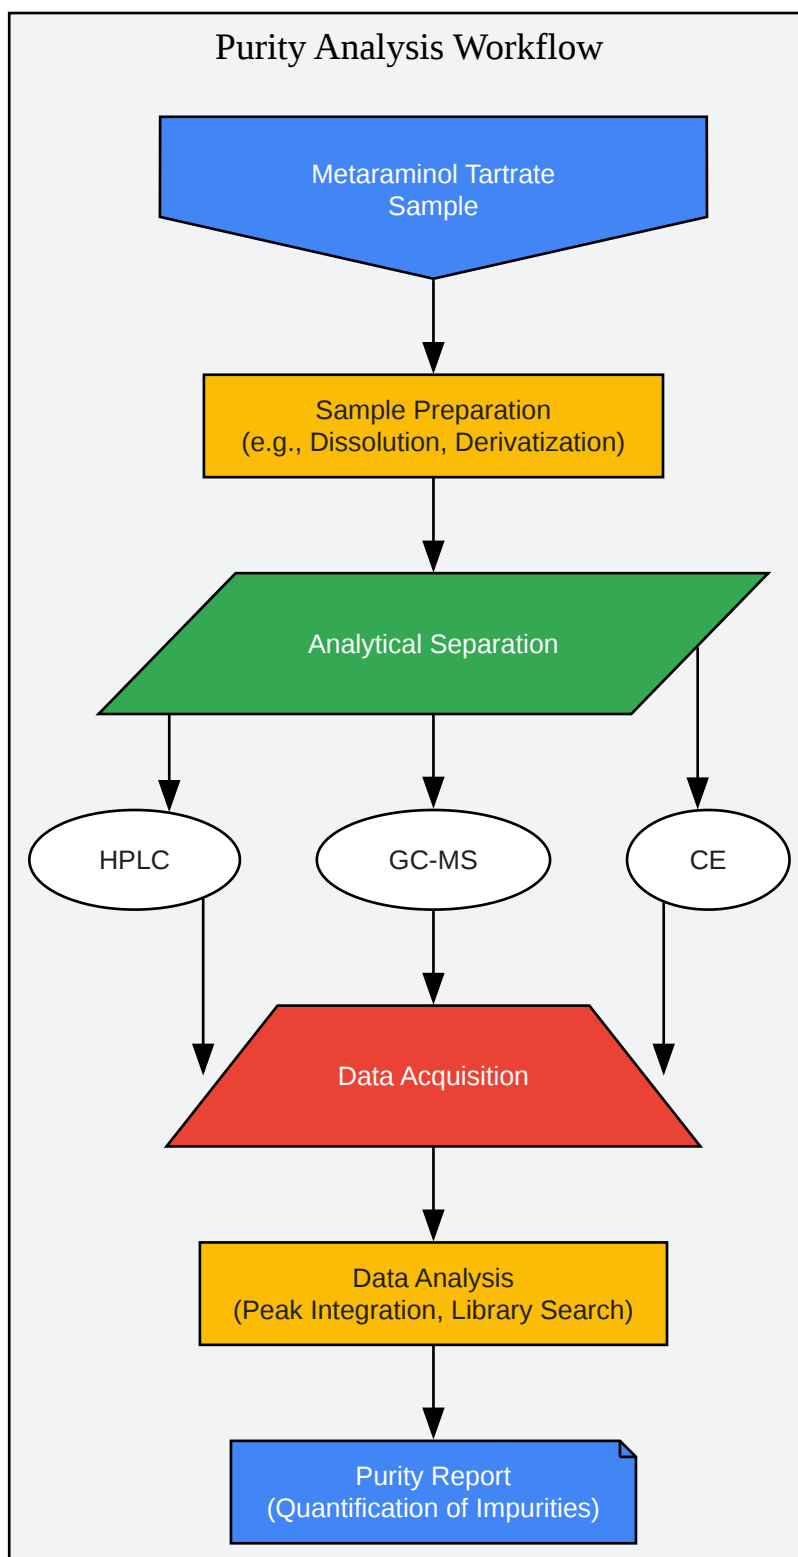 Purity Analysis Workflow
Metaraminol Tartrate
Sample
Sample Preparation
(e.g., Dissolution, Derivatization)
Analytical Separation
HPLC
GC-MS
CE
Data Acquisition
Data Analysis
(Peak Integration, Library Search)
Purity Report
(Quantification of Impurities)